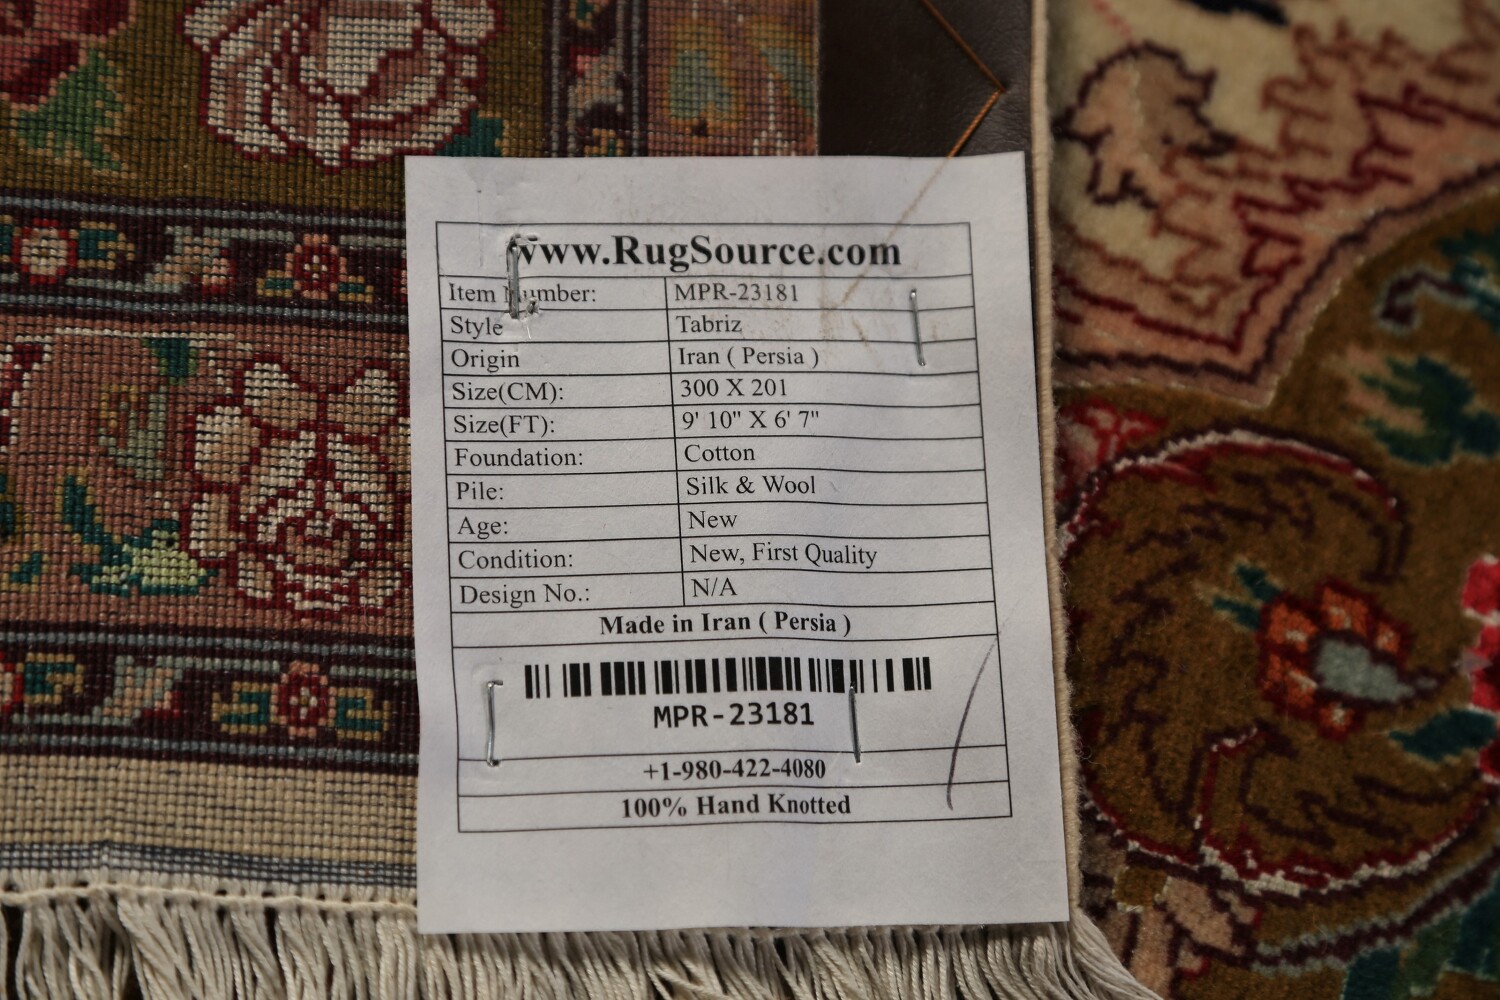 www.RugSource.com
Item Number: MPR-23181
Style Tabriz
Origin Iran ( Persia )
Size(CM): 300 X 201
Size(FT): 9' 10" X 6' 7"
Foundation: Cotton
Pile: Silk & Wool
Age: New
Condition: New, First Quality
Design No.: N/A
Made in Iran ( Persia )
MPR-23181
+1-980-422-4080
100% Hand Knotted